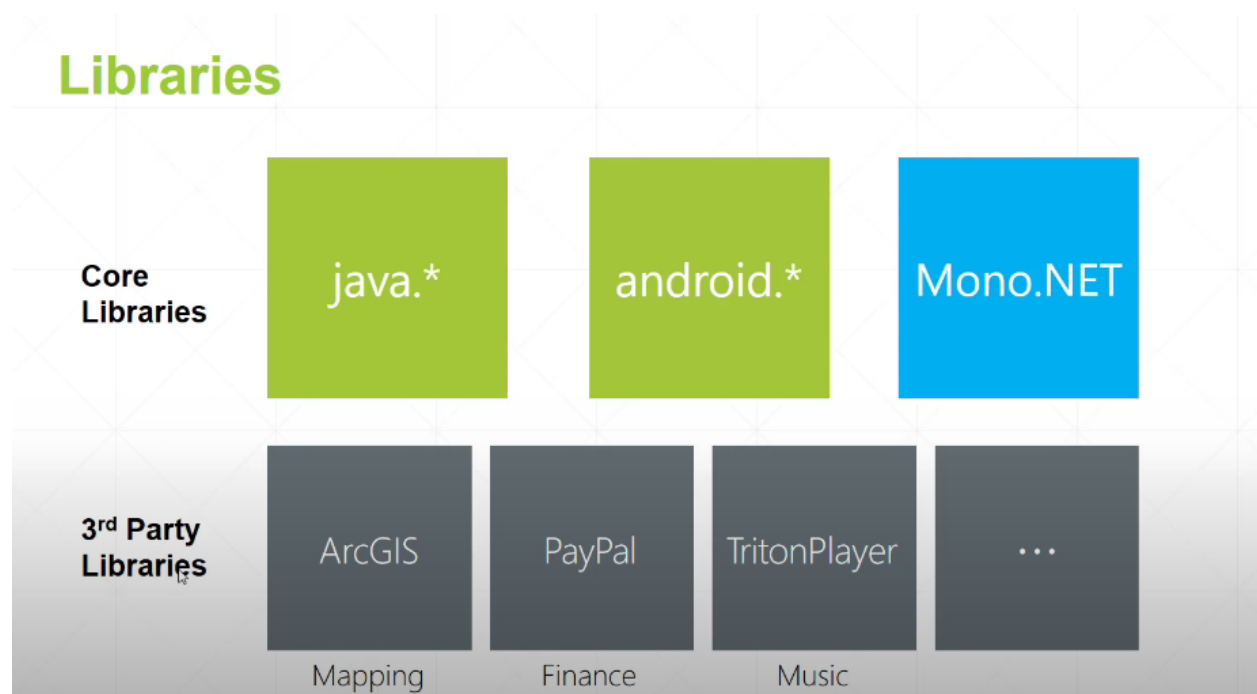 Libraries
Core
Libraries
java.*
android.*
Mono.NET
3rd Party
Libraries
ArcGIS
PayPal
TritonPlayer
...
Mapping
Finance
Music